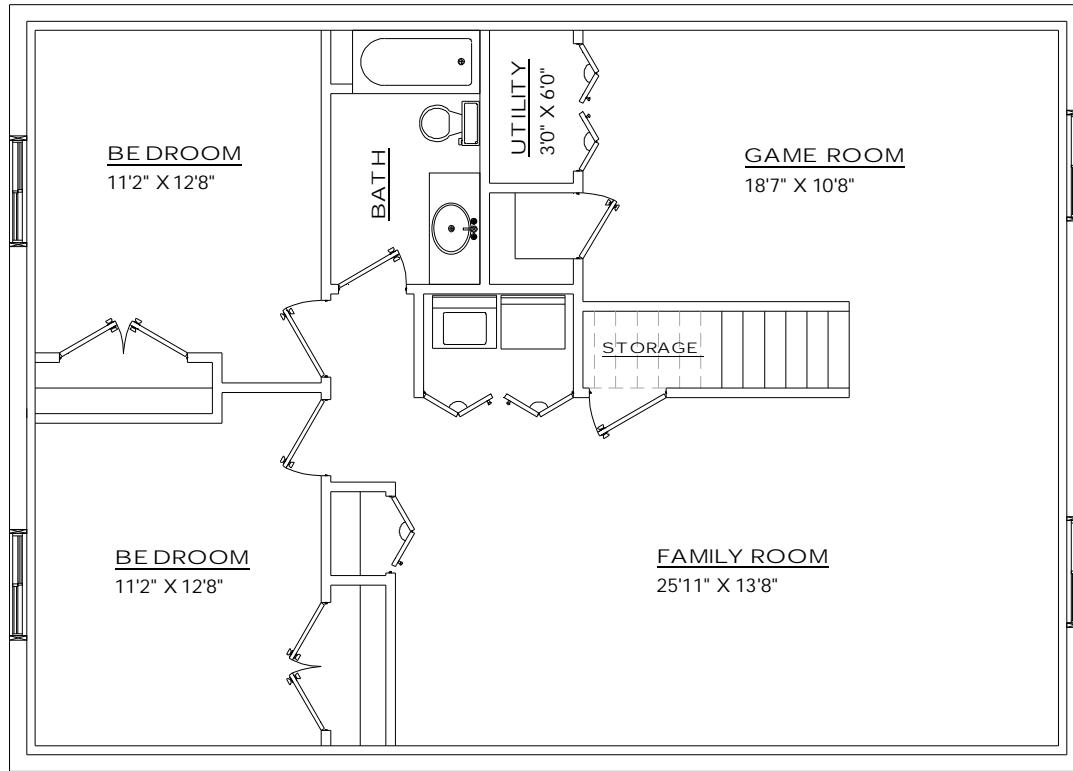 BEDROOM
11'2" X 12'8"
BATH
UTILITY
3'0" X 6'0"
GAME ROOM
18'7" X 10'8"
STORAGE
BEDROOM
11'2" X 12'8"
FAMILY ROOM
25'11" X 13'8"